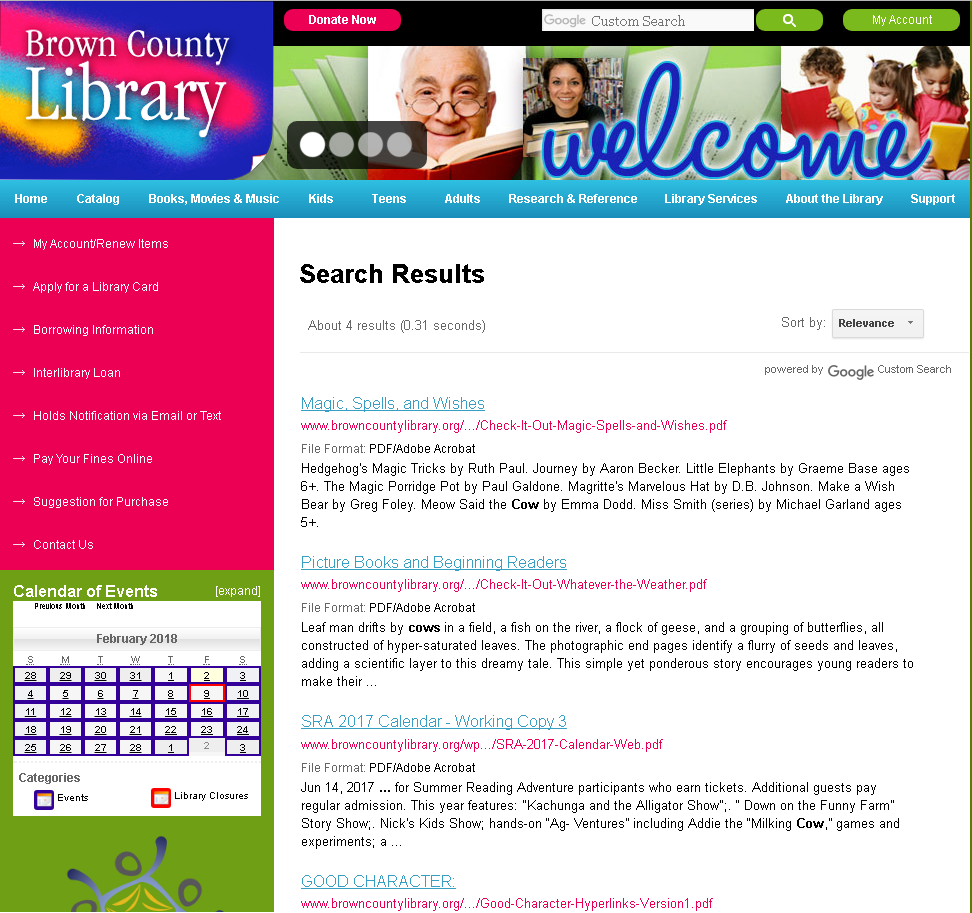 Brown County
Library
Donate Now
Google Custom Search
My Account
welcome
Home Catalog Books, Movies & Music Kids Teens Adults Research & Reference Library Services About the Library Support
→ My Account/Renew Items
→ Apply for a Library Card
→ Borrowing Information
→ Interlibrary Loan
→ Holds Notification via Email or Text
→ Pay Your Fines Online
→ Suggestion for Purchase
→ Contact Us
Calendar of Events [expand]
Previous Month Next Month
February 2018
S M T W T F S
28 29 30 31 1 2 3
4 5 6 7 8 9 10
11 12 13 14 15 16 17
18 19 20 21 22 23 24
25 26 27 28 1 2 3
Categories
Events Library Closures
Search Results
About 4 results (0.31 seconds)
Sort by: Relevance
powered by Google Custom Search
Magic, Spells, and Wishes
www.browncountylibrary.org/.../Check-It-Out-Magic-Spells-and-Wishes.pdf
File Format: PDF/Adobe Acrobat
Hedgehog's Magic Tricks by Ruth Paul. Journey by Aaron Becker. Little Elephants by Graeme Base ages
6+. The Magic Porridge Pot by Paul Galdone. Magritte's Marvelous Hat by D.B. Johnson. Make a Wish
Bear by Greg Foley. Meow Said the Cow by Emma Dodd. Miss Smith (series) by Michael Garland ages
5+.
Picture Books and Beginning Readers
www.browncountylibrary.org/.../Check-It-Out-Whatever-the-Weather.pdf
File Format: PDF/Adobe Acrobat
Leaf man drifts by cows in a field, a fish on the river, a flock of geese, and a grouping of butterflies, all
constructed of hyper-saturated leaves. The photographic end pages identify a flurry of seeds and leaves,
adding a scientific layer to this dreamy tale. This simple yet ponderous story encourages young readers to
make their ...
SRA 2017 Calendar - Working Copy 3
www.browncountylibrary.org/wp.../SRA-2017-Calendar-Web.pdf
File Format: PDF/Adobe Acrobat
Jun 14, 2017 ... for Summer Reading Adventure participants who earn tickets. Additional guests pay
regular admission. This year features: "Kachunga and the Alligator Show";. " Down on the Funny Farm"
Story Show;. Nick's Kids Show; hands-on "Ag- Ventures" including Addie the "Milking Cow," games and
experiments; a ...
GOOD CHARACTER:
www.browncountylibrary.org/.../Good-Character-Hyperlinks-Version1.pdf